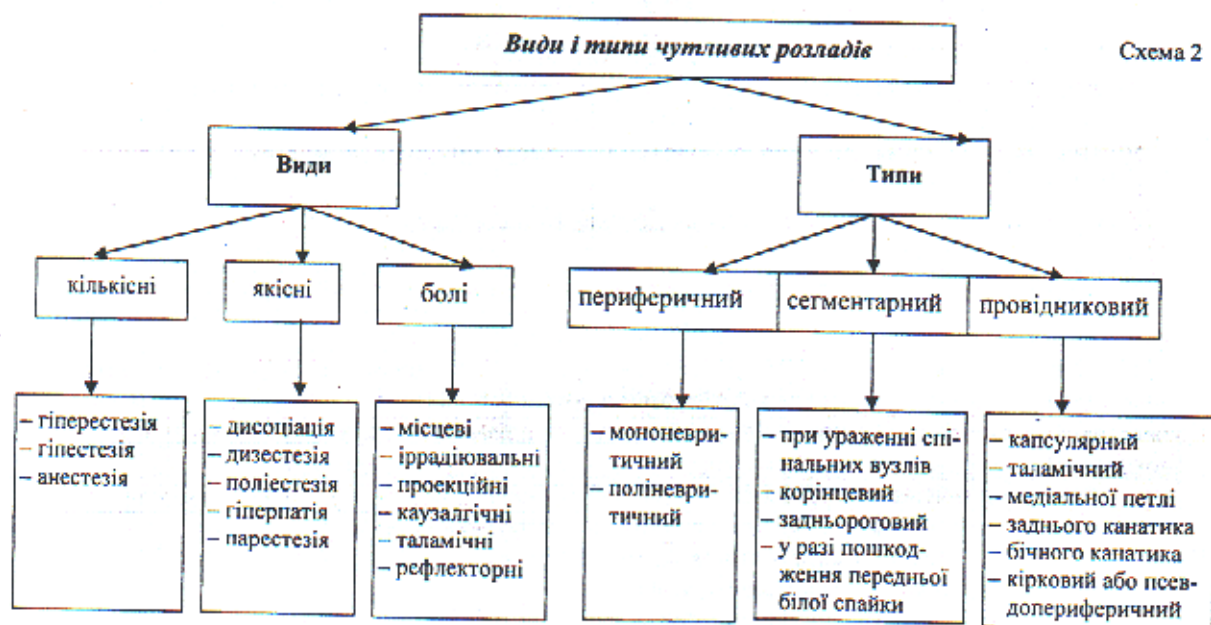 Види і типи чутливих розладів
Схема 2
Види
Типи
кількісні
якісні
болі
периферичний
сегментарний
провідниковий
– гіперестезія
– гіпестезія
– анестезія
– дисоціація
– дизестезія
– поліестезія
– гіперпатія
– парестезія
– місцеві
– іррадіювальні
– проекційні
– каузалгічні
– таламічні
– рефлекторні
– мононеври-
тичний
– поліневри-
тичний
– при ураженні спі-
нальних вузлів
– корінцевий
– задньороговий
– у разі пошкод-
ження передньої
білої спайки
– капсулярний
– таламічний
– медіальної петлі
– заднього канатика
– бічного канатика
– кірковий або псев-
допериферичний